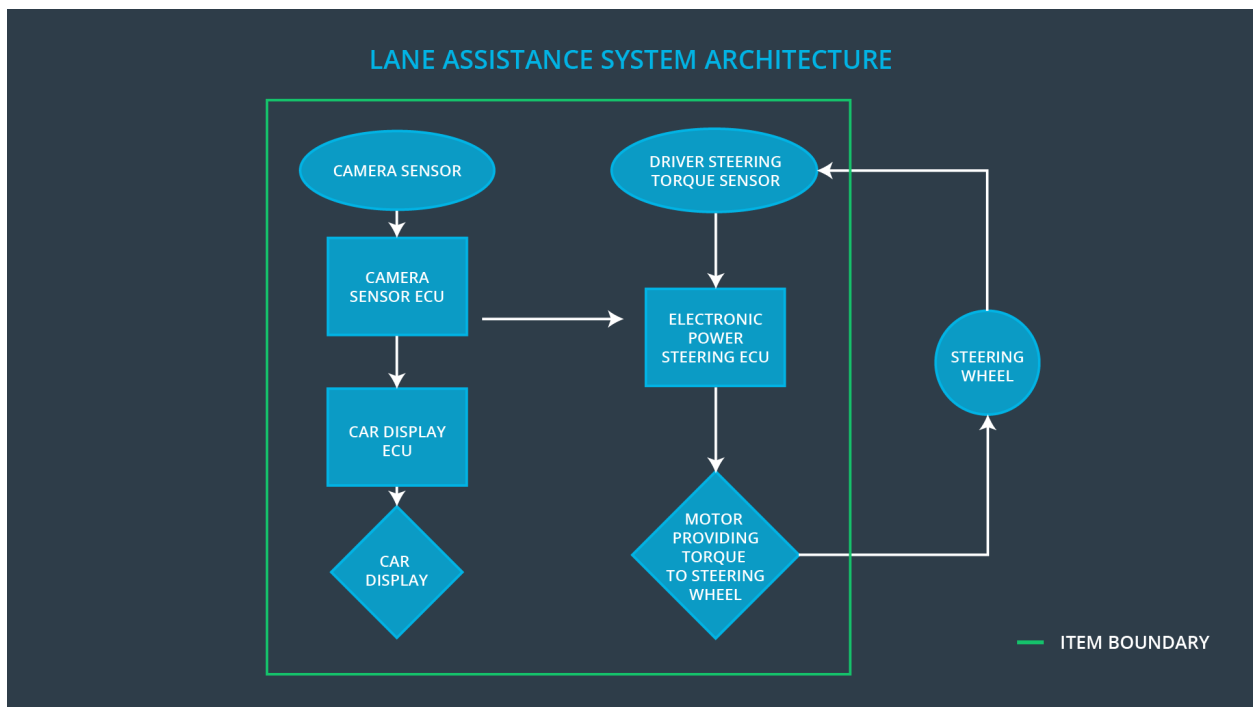 LANE ASSISTANCE SYSTEM ARCHITECTURE
CAMERA SENSOR
DRIVER STEERING
TORQUE SENSOR
CAMERA
SENSOR ECU
ELECTRONIC
POWER
STEERING ECU
STEERING
WHEEL
CAR DISPLAY
ECU
MOTOR
PROVIDING
TORQUE
TO STEERING
WHEEL
CAR
DISPLAY
ITEM BOUNDARY